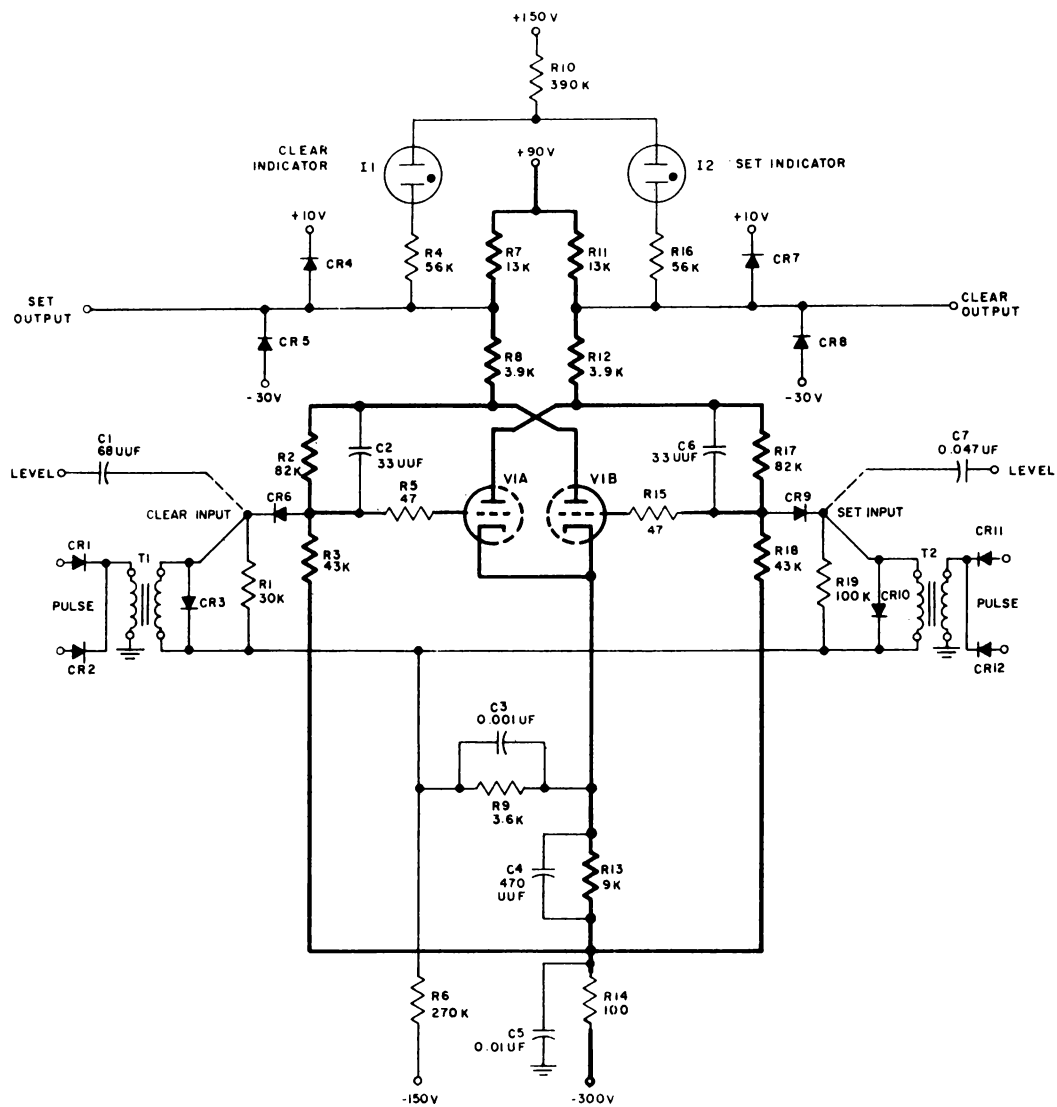 +150V
R10
390K
CLEAR
INDICATOR
I1
+90V
I2
SET INDICATOR
+10V
CR4
R4
56K
R7
13K
R11
13K
R16
56K
+10V
CR7
SET
OUTPUT
CR5
-30V
R8
3.9K
R12
3.9K
CR8
-30V
CLEAR
OUTPUT
C1
68UUF
LEVEL
R2
82K
C2
33UUF
R5
47
V1A
V1B
R15
47
C6
33UUF
R17
82K
C7
0.047UF
LEVEL
CLEAR INPUT
CR6
CR9
SET INPUT
CR1
T1
PULSE
CR2
CR3
R1
30K
R3
43K
R18
43K
R19
100K
CR10
T2
CR11
PULSE
CR12
C3
0.001UF
R9
3.6K
C4
470
UUF
R13
9K
R6
270K
C5
0.01UF
R14
100
-150V
-300V